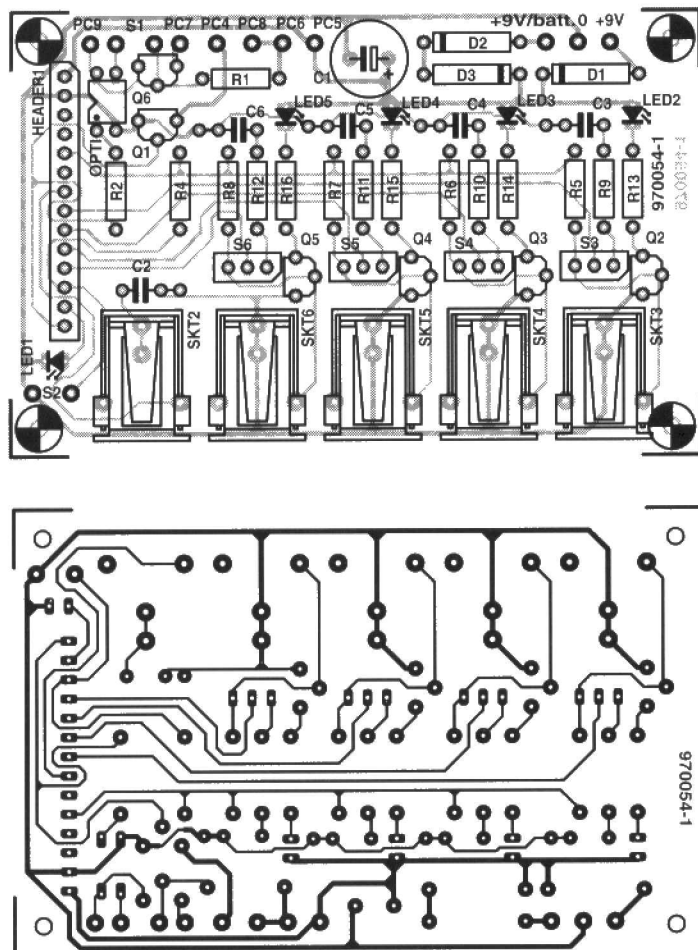 PC9 S1 PC7 PC4 PC8 PC6 PC5 +9V/batt. 0 +9V
HEADER1
D2
R1 C1 + D3 D1
Q6
OPTI
Q1
C6 LED5 C5 LED4 C4 LED3 C3 LED2
R2 R4 R8 R12 R16 R7 R11 R15 R6 R10 R14 R5 R9 R13
970054-1
970054-1
S6 Q5 S5 Q4 S4 Q3 S3 Q2
C2
SKT2 SKT6 SKT5 SKT4 SKT3
LED1
S2
970054-1